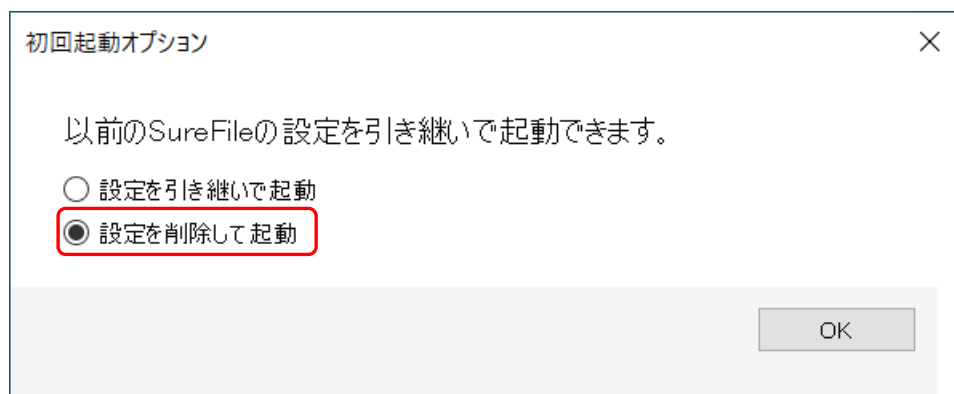 初回起動オプション
以前のSureFileの設定を引き継いで起動できます。
設定を引き継いで起動
設定を削除して起動
OK